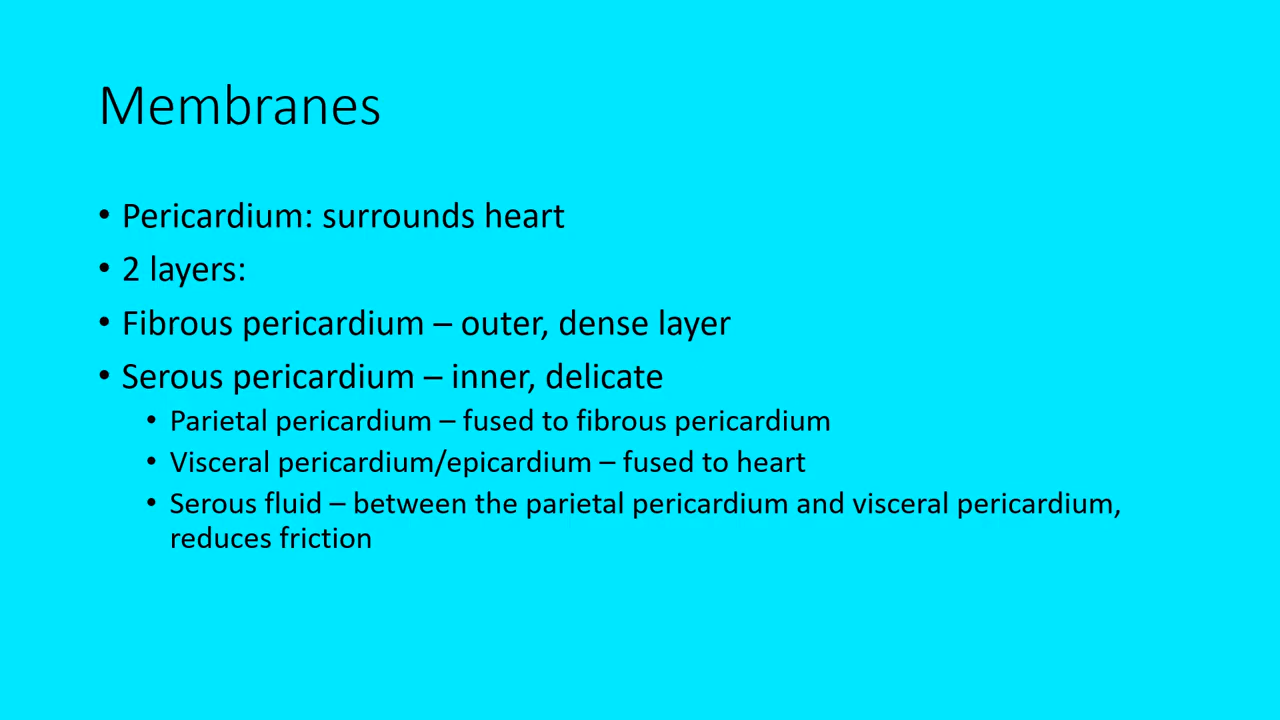 Membranes
• Pericardium: surrounds heart
• 2 layers:
• Fibrous pericardium – outer, dense layer
• Serous pericardium – inner, delicate
• Parietal pericardium – fused to fibrous pericardium
• Visceral pericardium/epicardium – fused to heart
• Serous fluid – between the parietal pericardium and visceral pericardium,
reduces friction